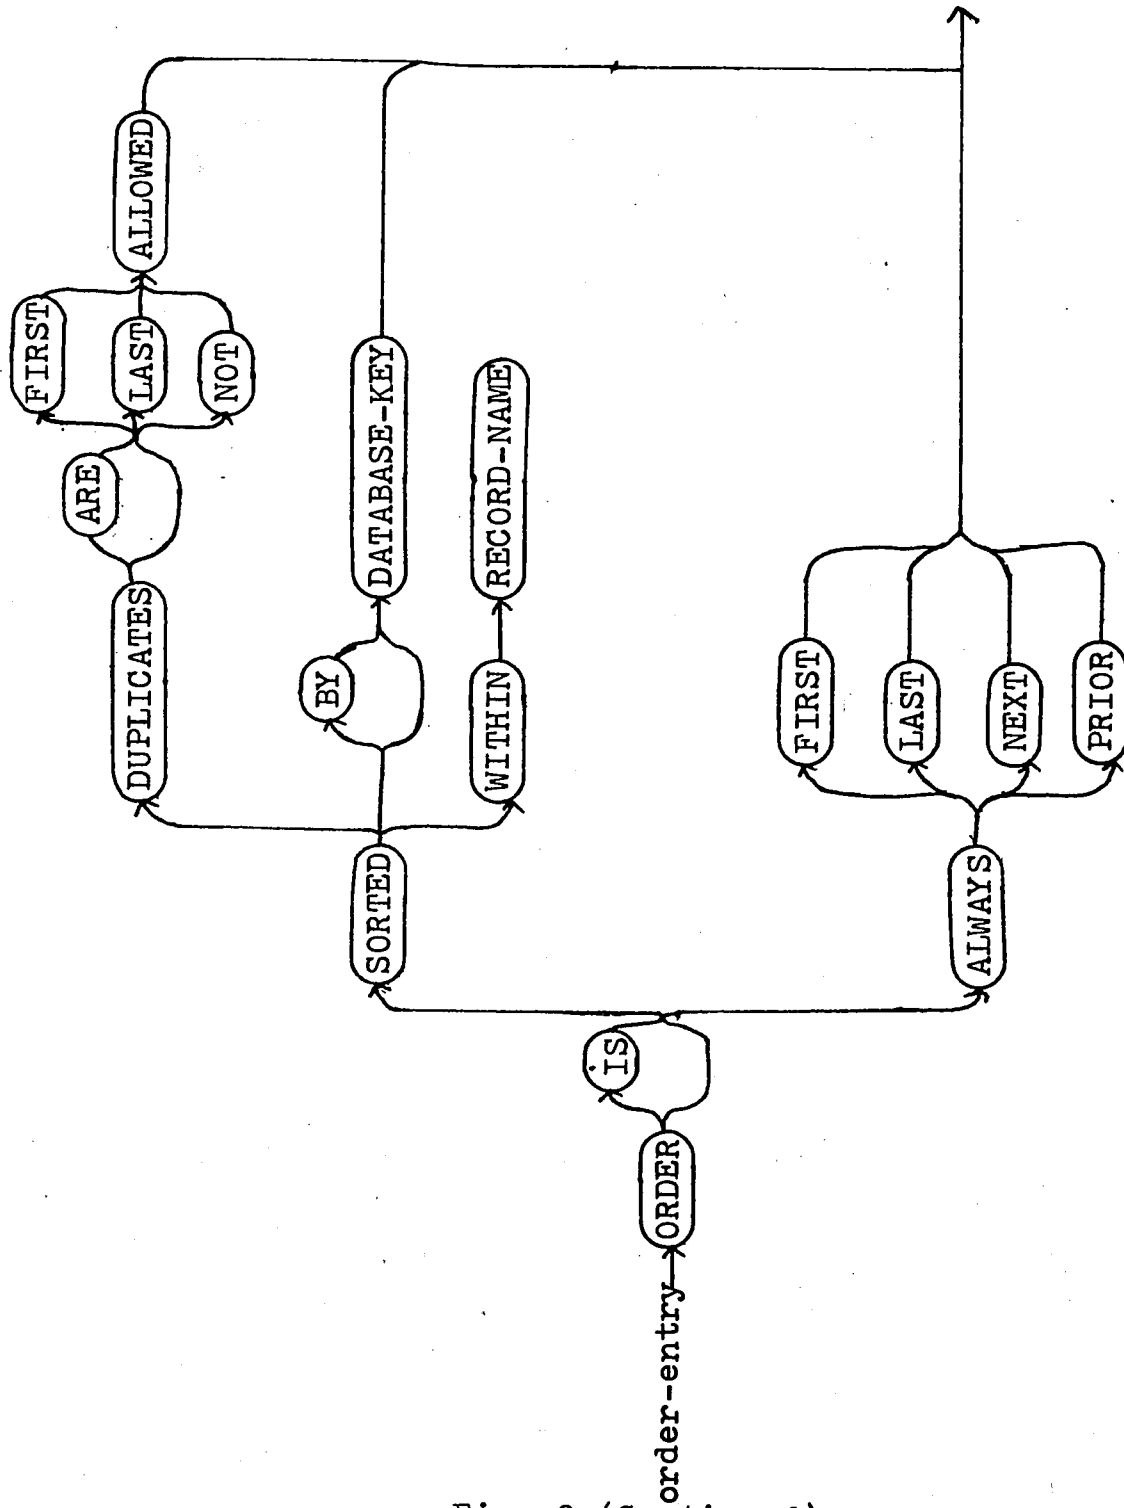 FIRST
ARE
DUPLICATES LAST ALLOWED
NOT
BY
SORTED DATABASE-KEY
WITHIN RECORD-NAME
IS
order-entry ORDER
FIRST
LAST
ALWAYS
NEXT
PRIOR